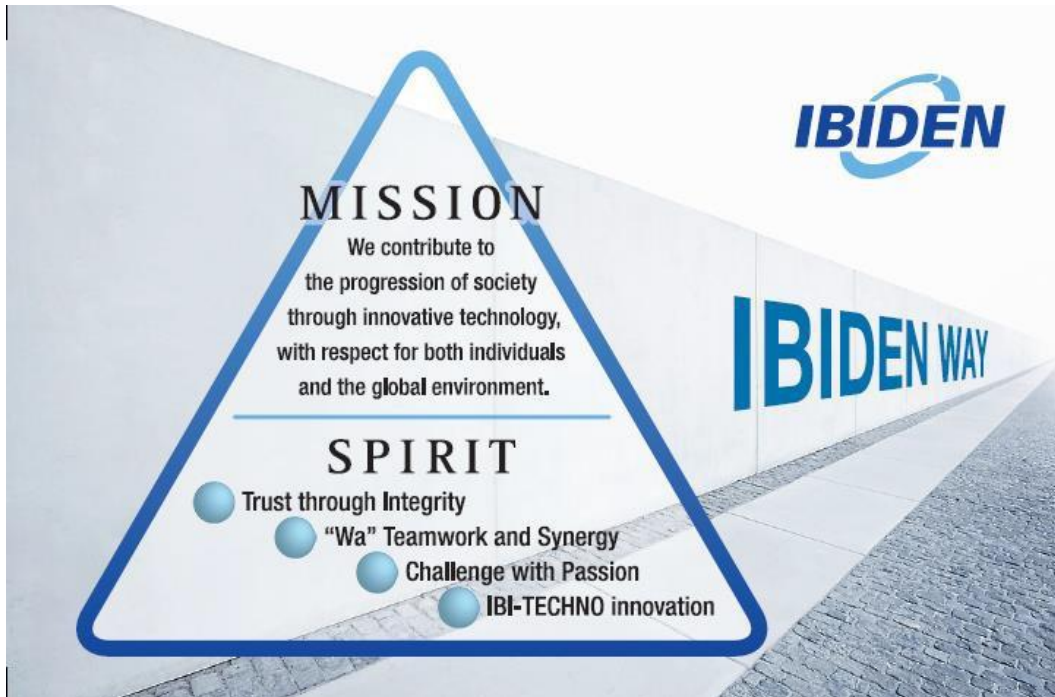 IBIDEN
MISSION
We contribute to
the progression of society
through innovative technology,
with respect for both individuals
and the global environment.
IBIDEN WAY
SPIRIT
Trust through Integrity
“Wa” Teamwork and Synergy
Challenge with Passion
IBI-TECHNO innovation